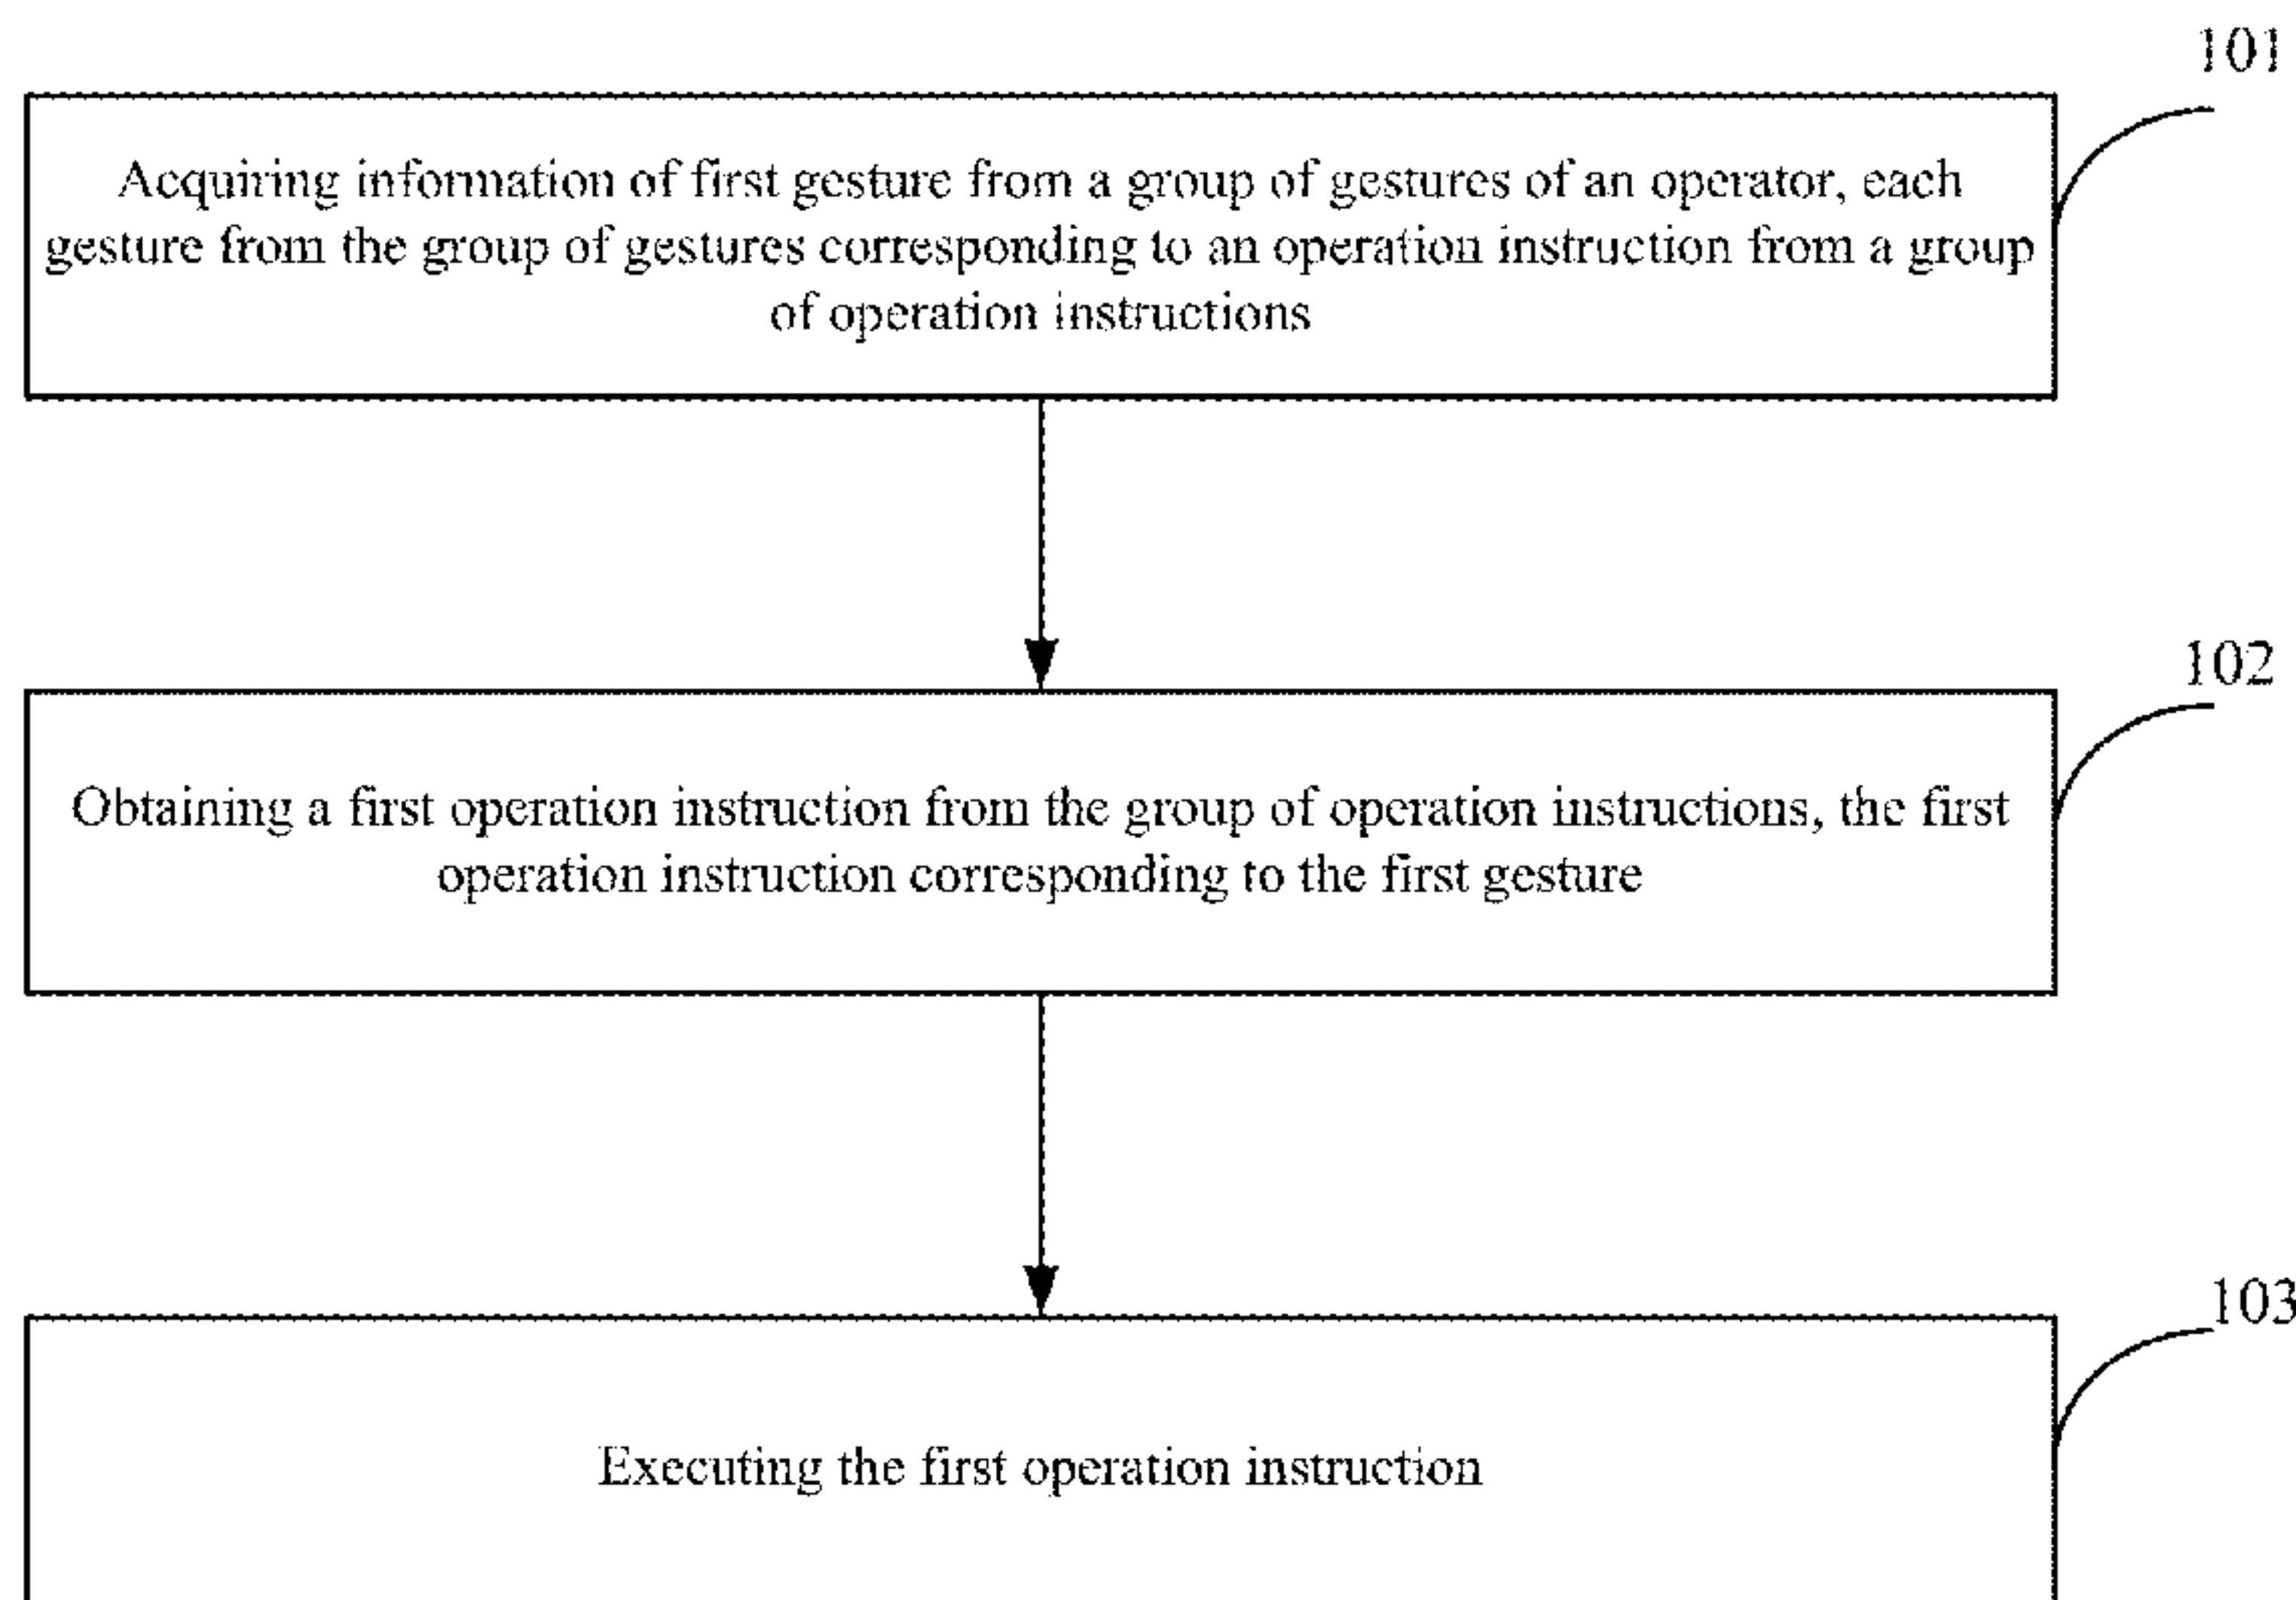 101
Acquiring information of first gesture from a group of gestures of an operator, each
gesture from the group of gestures corresponding to an operation instruction from a group
of operation instructions
102
Obtaining a first operation instruction from the group of operation instructions, the first
operation instruction corresponding to the first gesture
103
Executing the first operation instruction